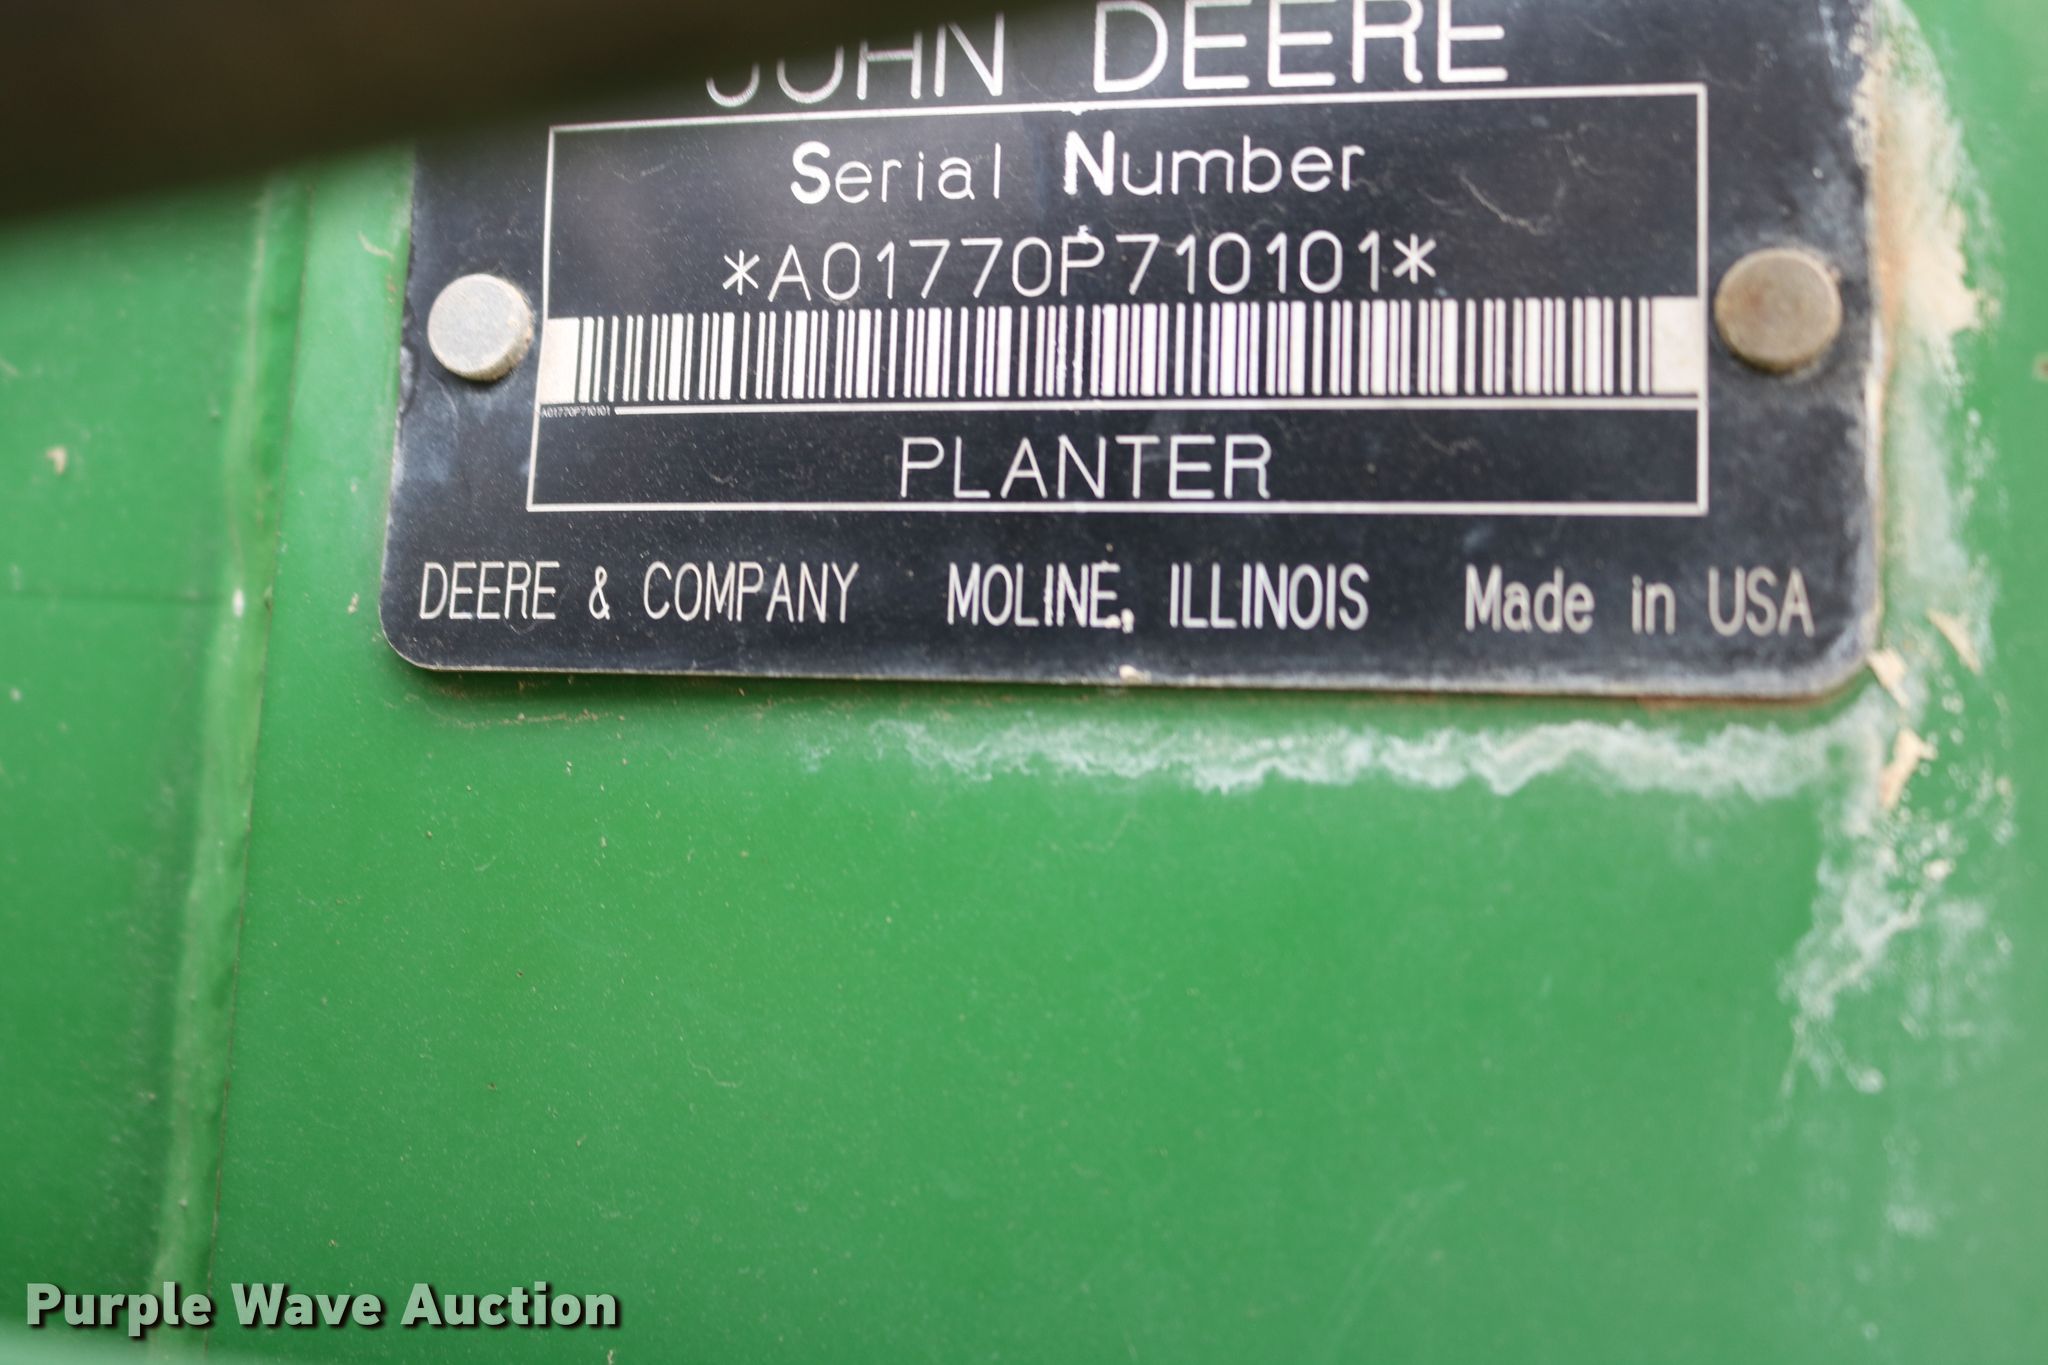 JOHN DEERE
Serial Number
*A01770P710101*
A01770P710101
PLANTER
DEERE & COMPANY MOLINE, ILLINOIS Made in USA
Purple Wave Auction